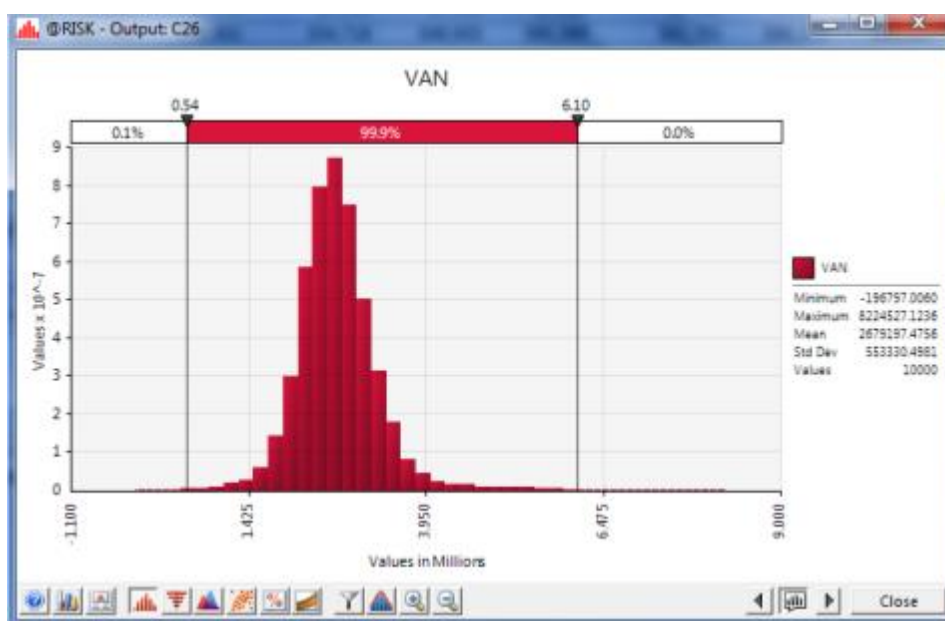 @RISK - Output: C26
VAN
0.54 6.10
0.1% 99.9% 0.0%
9
8
7
6
5
4
3
2
1
0
Values x 10^-7
-1.100 1.425 3.950 6.475 9.000
Values in Millions
VAN
Minimum -196797.0060
Maximum 8224527.1236
Mean 2679197.4756
Std Dev 553330.4981
Values 10000
Close